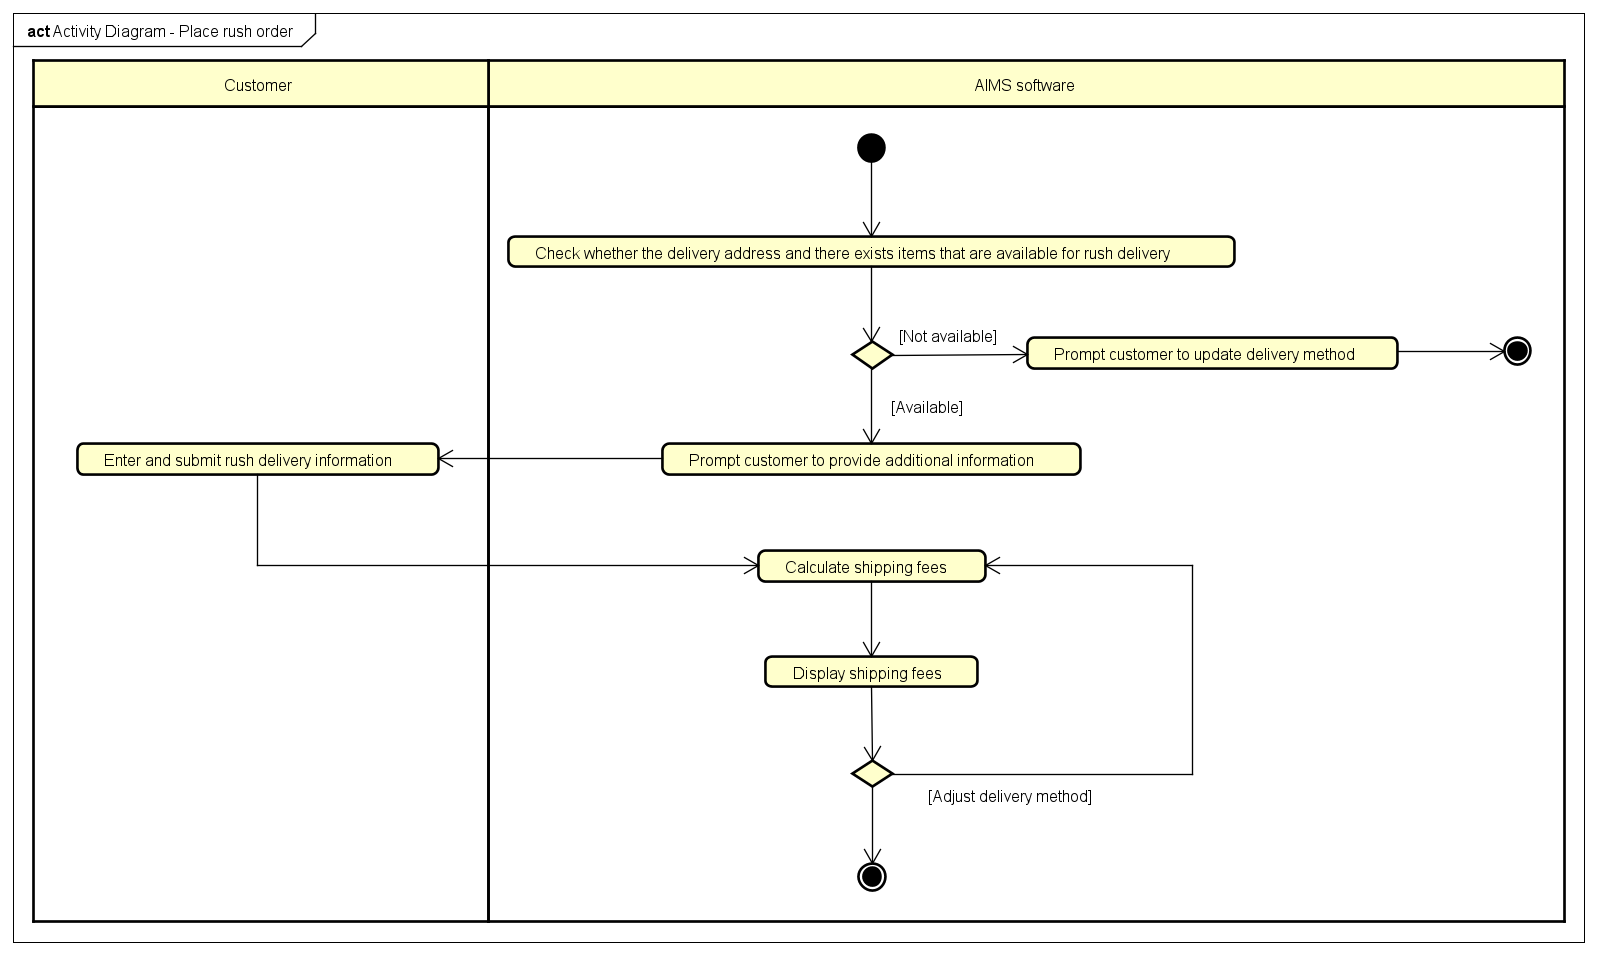 act Activity Diagram - Place rush order
Customer
AIMS software
Check whether the delivery address and there exists items that are available for rush delivery
[Not available]
Prompt customer to update delivery method
[Available]
Enter and submit rush delivery information
Prompt customer to provide additional information
Calculate shipping fees
Display shipping fees
[Adjust delivery method]